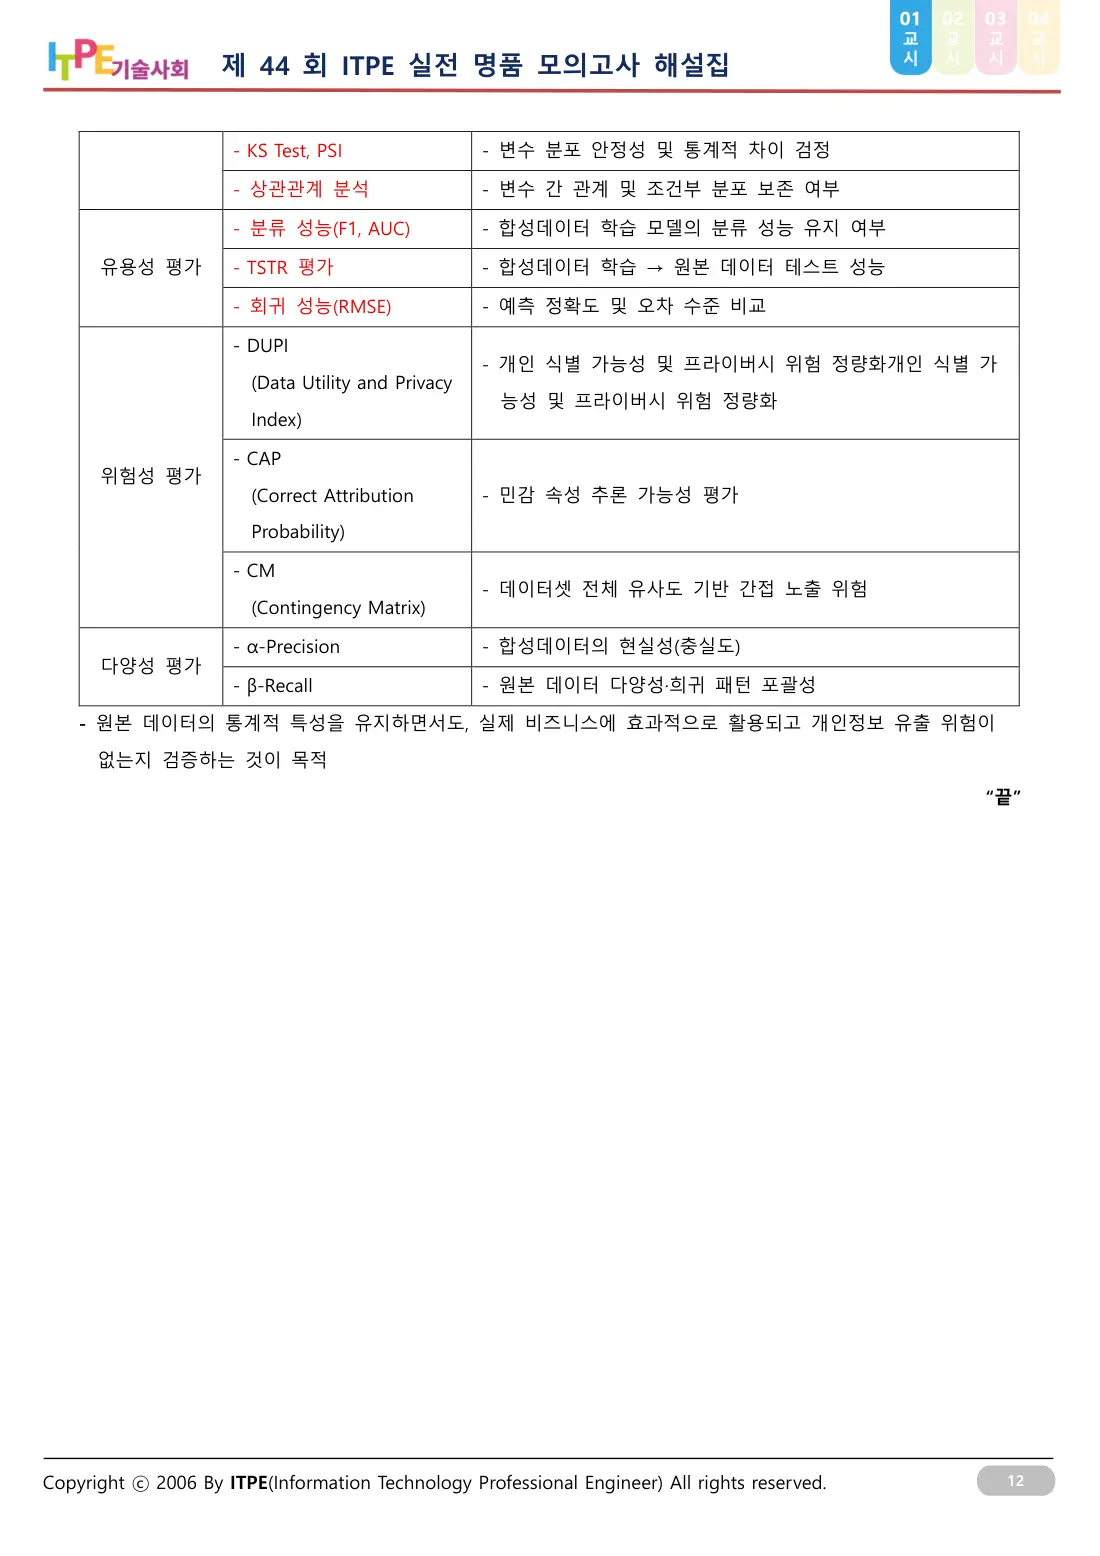 ITPE기술사회
제 44 회 ITPE 실전 명품 모의고사 해설집
01 교 시
02 교 시
03 교 시
04 교 시
- KS Test, PSI
- 변수 분포 안정성 및 통계적 차이 검정
- 상관관계 분석
- 변수 간 관계 및 조건부 분포 보존 여부
유용성 평가
- 분류 성능(F1, AUC)
- 합성데이터 학습 모델의 분류 성능 유지 여부
- TSTR 평가
- 합성데이터 학습 → 원본 데이터 테스트 성능
- 회귀 성능(RMSE)
- 예측 정확도 및 오차 수준 비교
위험성 평가
- DUPI
(Data Utility and Privacy
Index)
- 개인 식별 가능성 및 프라이버시 위험 정량화개인 식별 가
능성 및 프라이버시 위험 정량화
- CAP
(Correct Attribution
Probability)
- 민감 속성 추론 가능성 평가
- CM
(Contingency Matrix)
- 데이터셋 전체 유사도 기반 간접 노출 위험
다양성 평가
- α-Precision
- 합성데이터의 현실성(충실도)
- β-Recall
- 원본 데이터 다양성·희귀 패턴 포괄성
- 원본 데이터의 통계적 특성을 유지하면서도, 실제 비즈니스에 효과적으로 활용되고 개인정보 유출 위험이
없는지 검증하는 것이 목적
“끝”
Copyright ⓒ 2006 By ITPE(Information Technology Professional Engineer) All rights reserved.
12